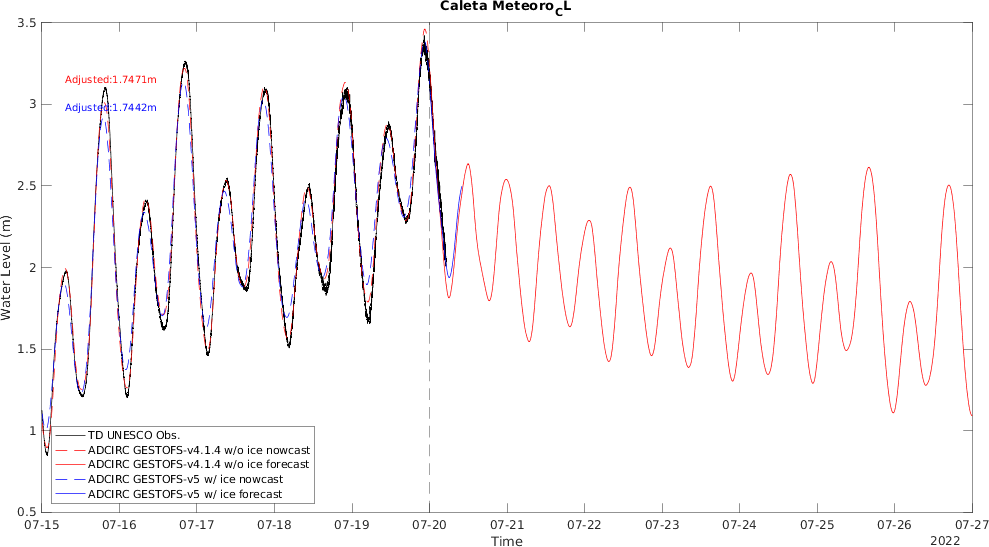 Caleta Meteoro_CL
3.5
3
2.5
2
1.5
1
0.5
Water Level (m)
Adjusted:1.7471m
Adjusted:1.7442m
TD UNESCO Obs.
ADCIRC GESTOFS-v4.1.4 w/o ice nowcast
ADCIRC GESTOFS-v4.1.4 w/o ice forecast
ADCIRC GESTOFS-v5 w/ ice nowcast
ADCIRC GESTOFS-v5 w/ ice forecast
07-15 07-16 07-17 07-18 07-19 07-20 07-21 07-22 07-23 07-24 07-25 07-26 07-27
Time
2022